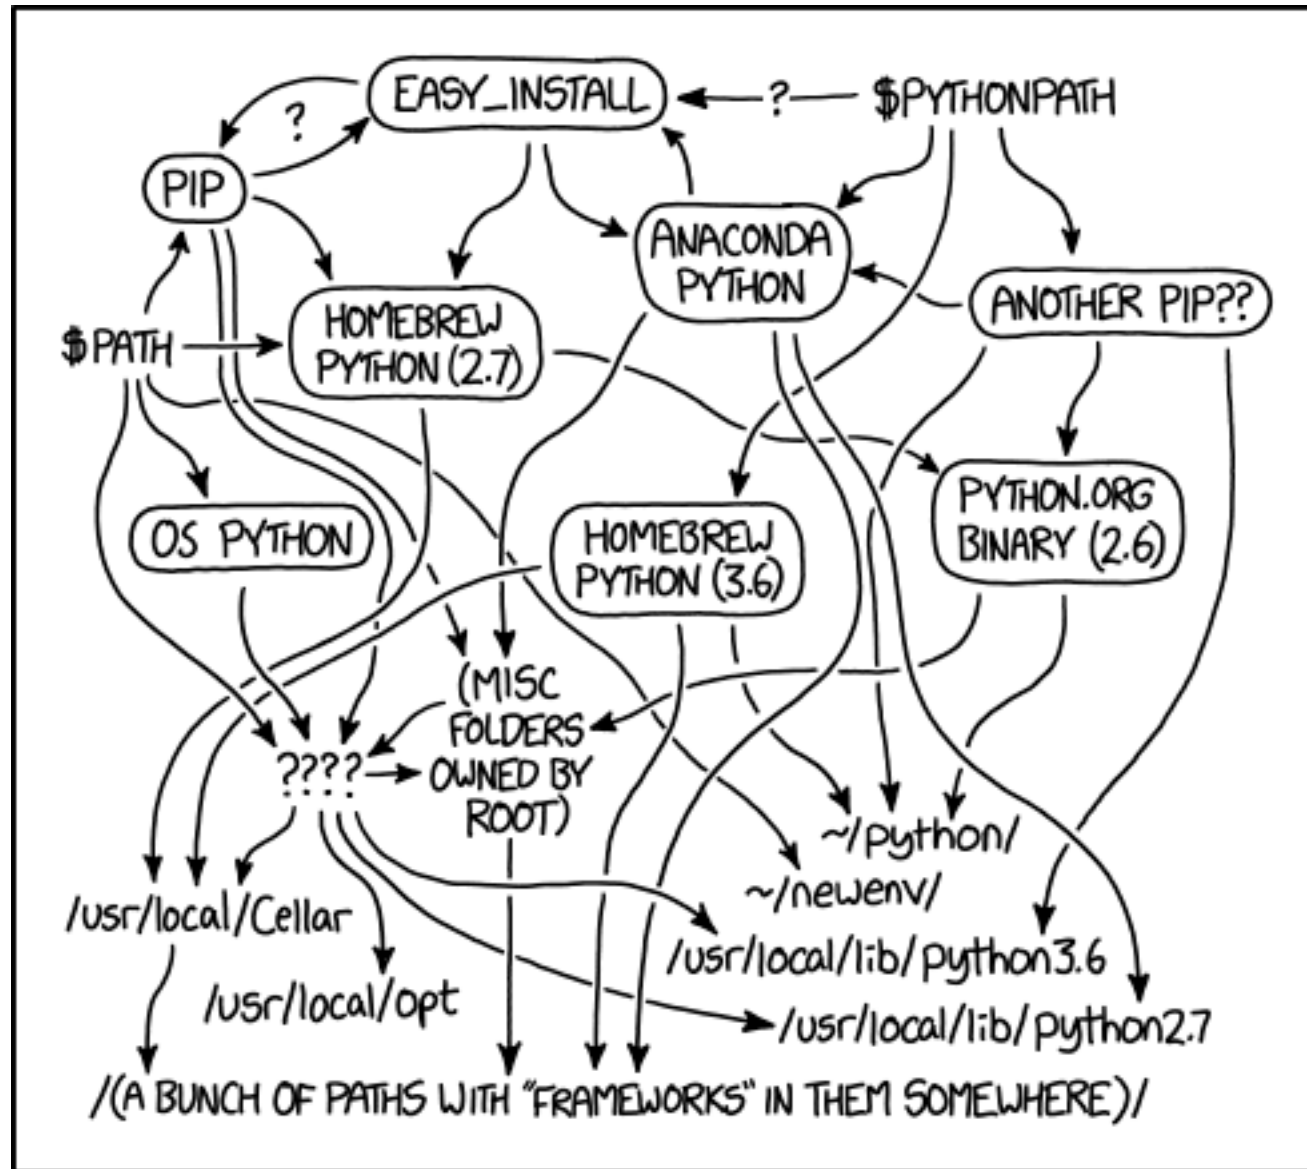 EASY_INSTALL
?
$PYTHONPATH
?
PIP
ANACONDA
PYTHON
ANOTHER PIP??
HOMEBREW
PYTHON (2.7)
$PATH
PYTHON.ORG
BINARY (2.6)
OS PYTHON
HOMEBREW
PYTHON (3.6)
(MISC
FOLDERS
OWNED BY
ROOT)
????
~/python/
~/newenv/
/usr/local/Cellar
/usr/local/lib/python3.6
/usr/local/opt
/usr/local/lib/python2.7
/(A BUNCH OF PATHS WITH "FRAMEWORKS" IN THEM SOMEWHERE)/